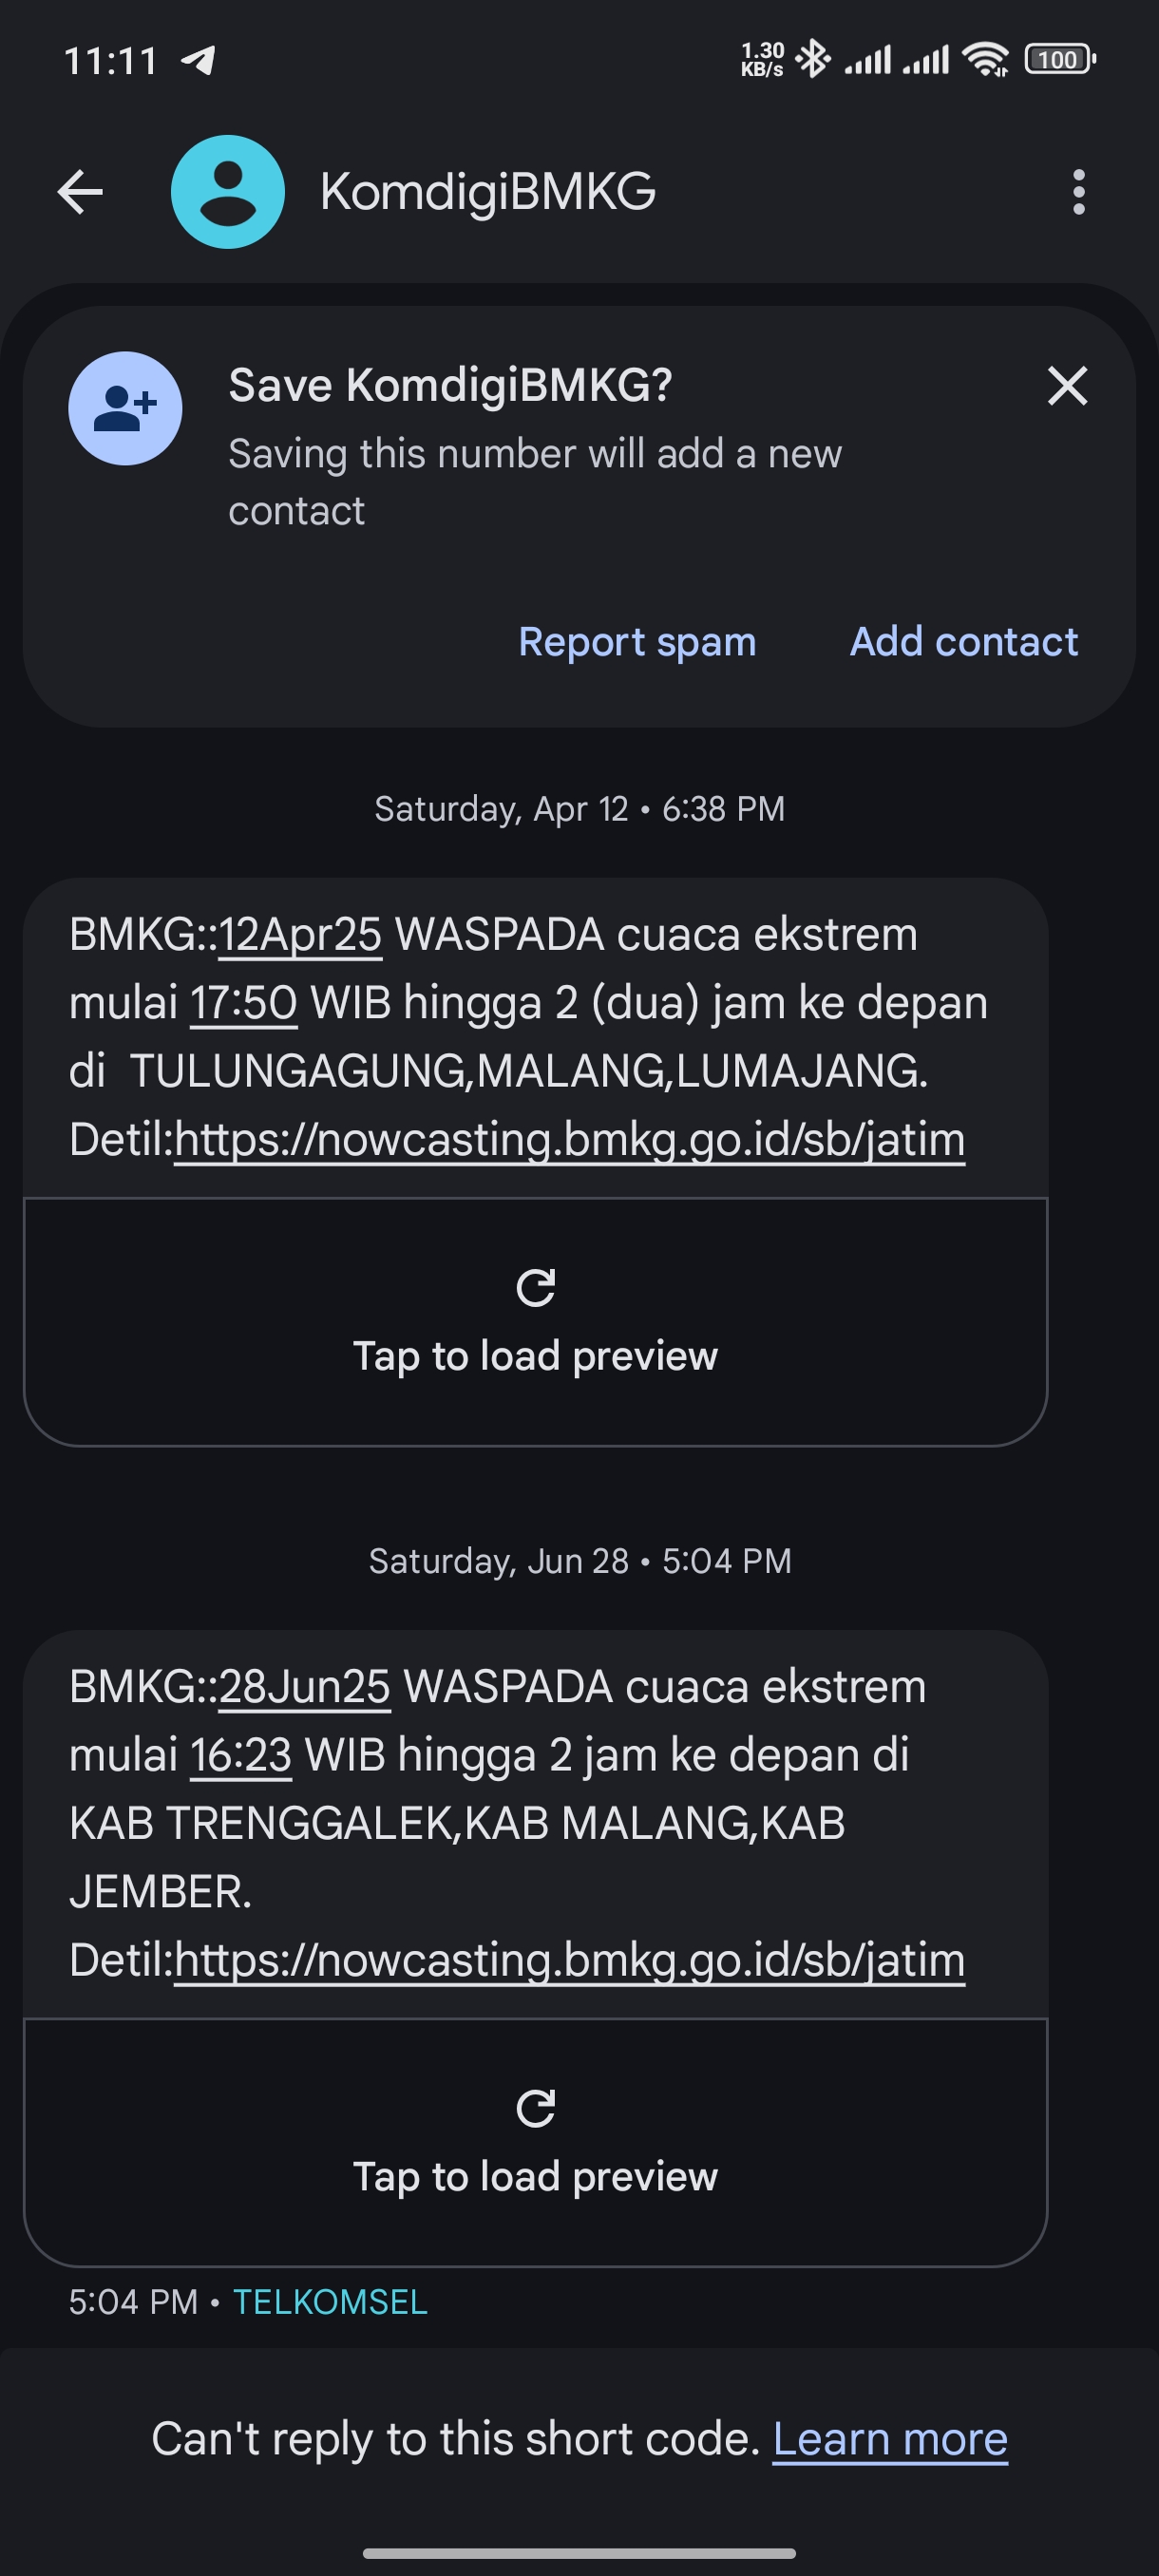 11:11
1.30
KB/s
100
KomdigiBMKG
Save KomdigiBMKG?
Saving this number will add a new
contact
Report spam Add contact
Saturday, Apr 12 • 6:38 PM
BMKG::12Apr25 WASPADA cuaca ekstrem
mulai 17:50 WIB hingga 2 (dua) jam ke depan
di  TULUNGAGUNG,MALANG,LUMAJANG.
Detil:https://nowcasting.bmkg.go.id/sb/jatim
Tap to load preview
Saturday, Jun 28 • 5:04 PM
BMKG::28Jun25 WASPADA cuaca ekstrem
mulai 16:23 WIB hingga 2 jam ke depan di
KAB TRENGGALEK,KAB MALANG,KAB
JEMBER.
Detil:https://nowcasting.bmkg.go.id/sb/jatim
Tap to load preview
5:04 PM • TELKOMSEL
Can't reply to this short code. Learn more